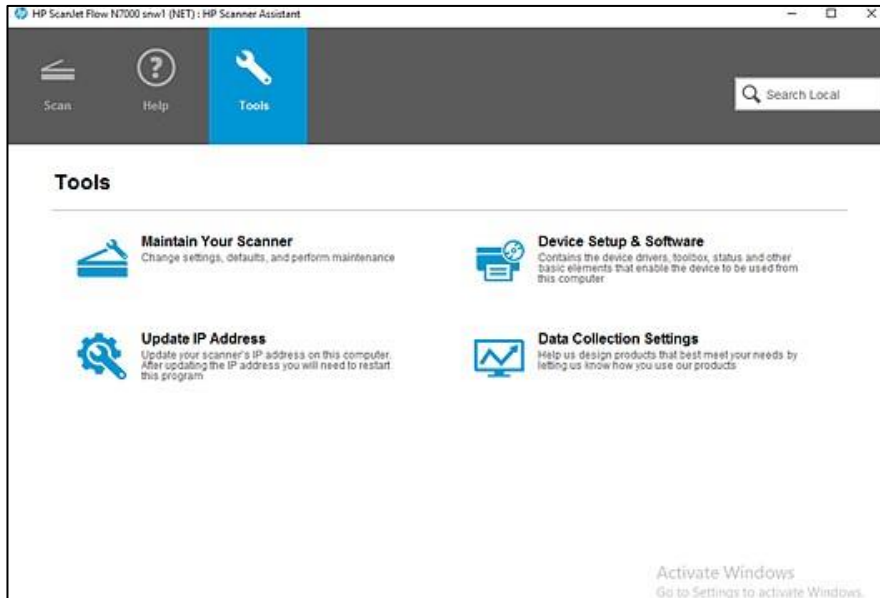 HP ScanJet Flow N7000 snw1 (NET) : HP Scanner Assistant
Scan
Help
Tools
Search Local
Tools
Maintain Your Scanner
Change settings, defaults, and perform maintenance
Device Setup & Software
Contains the device drivers, toolbox, status and other
basic elements that enable the device to be used from
this computer
Update IP Address
Update your scanner's IP address on this computer.
After updating the IP address you will need to restart
this program
Data Collection Settings
Help us design products that best meet your needs by
letting us know how you use our products
Activate Windows
Go to Settings to activate Windows.